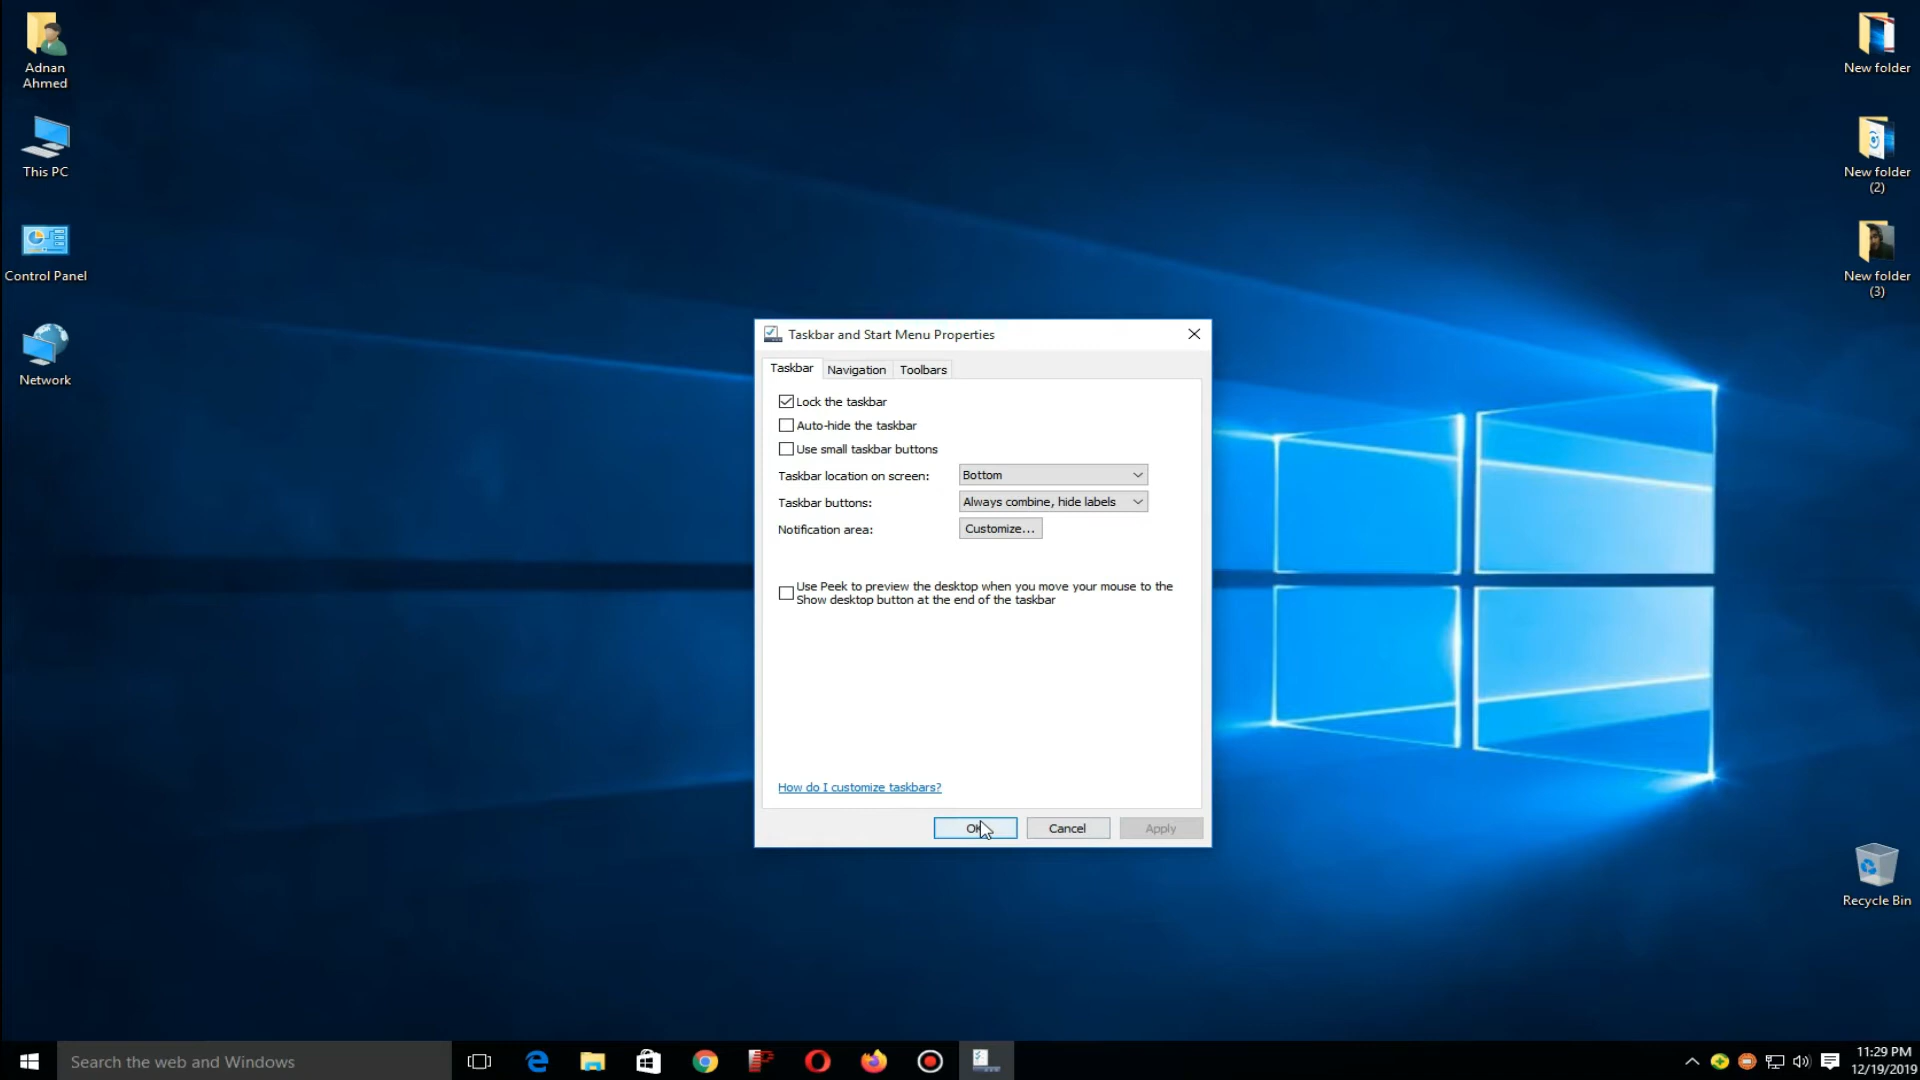 Adnan
Ahmed
This PC
Control Panel
Network
New folder
New folder
(2)
New folder
(3)
Recycle Bin
Taskbar and Start Menu Properties
Taskbar
Navigation
Toolbars
Lock the taskbar
Auto-hide the taskbar
Use small taskbar buttons
Taskbar location on screen:
Bottom
Taskbar buttons:
Always combine, hide labels
Notification area:
Customize...
Use Peek to preview the desktop when you move your mouse to the
Show desktop button at the end of the taskbar
How do I customize taskbars?
OK
Cancel
Apply
Search the web and Windows
11:29 PM
12/19/2019